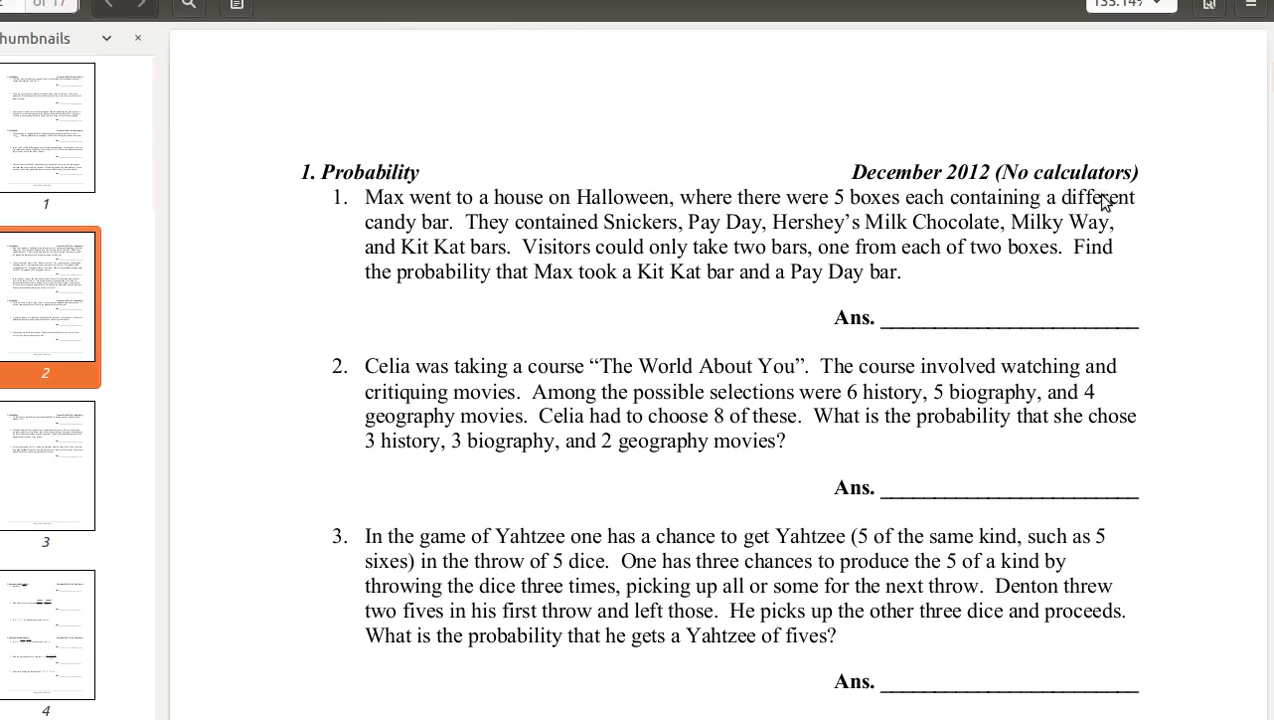 of 17
133.14%
humbnails
1
2
3
4
1. Probability December 2012 (No calculators)
1. Max went to a house on Halloween, where there were 5 boxes each containing a different
candy bar. They contained Snickers, Pay Day, Hershey’s Milk Chocolate, Milky Way,
and Kit Kat bars. Visitors could only take two bars, one from each of two boxes. Find
the probability that Max took a Kit Kat bar and a Pay Day bar.
Ans. ________________________
2. Celia was taking a course “The World About You”. The course involved watching and
critiquing movies. Among the possible selections were 6 history, 5 biography, and 4
geography movies. Celia had to choose 8 of these. What is the probability that she chose
3 history, 3 biography, and 2 geography movies?
Ans. ________________________
3. In the game of Yahtzee one has a chance to get Yahtzee (5 of the same kind, such as 5
sixes) in the throw of 5 dice. One has three chances to produce the 5 of a kind by
throwing the dice three times, picking up all or some for the next throw. Denton threw
two fives in his first throw and left those. He picks up the other three dice and proceeds.
What is the probability that he gets a Yahtzee of fives?
Ans. ________________________